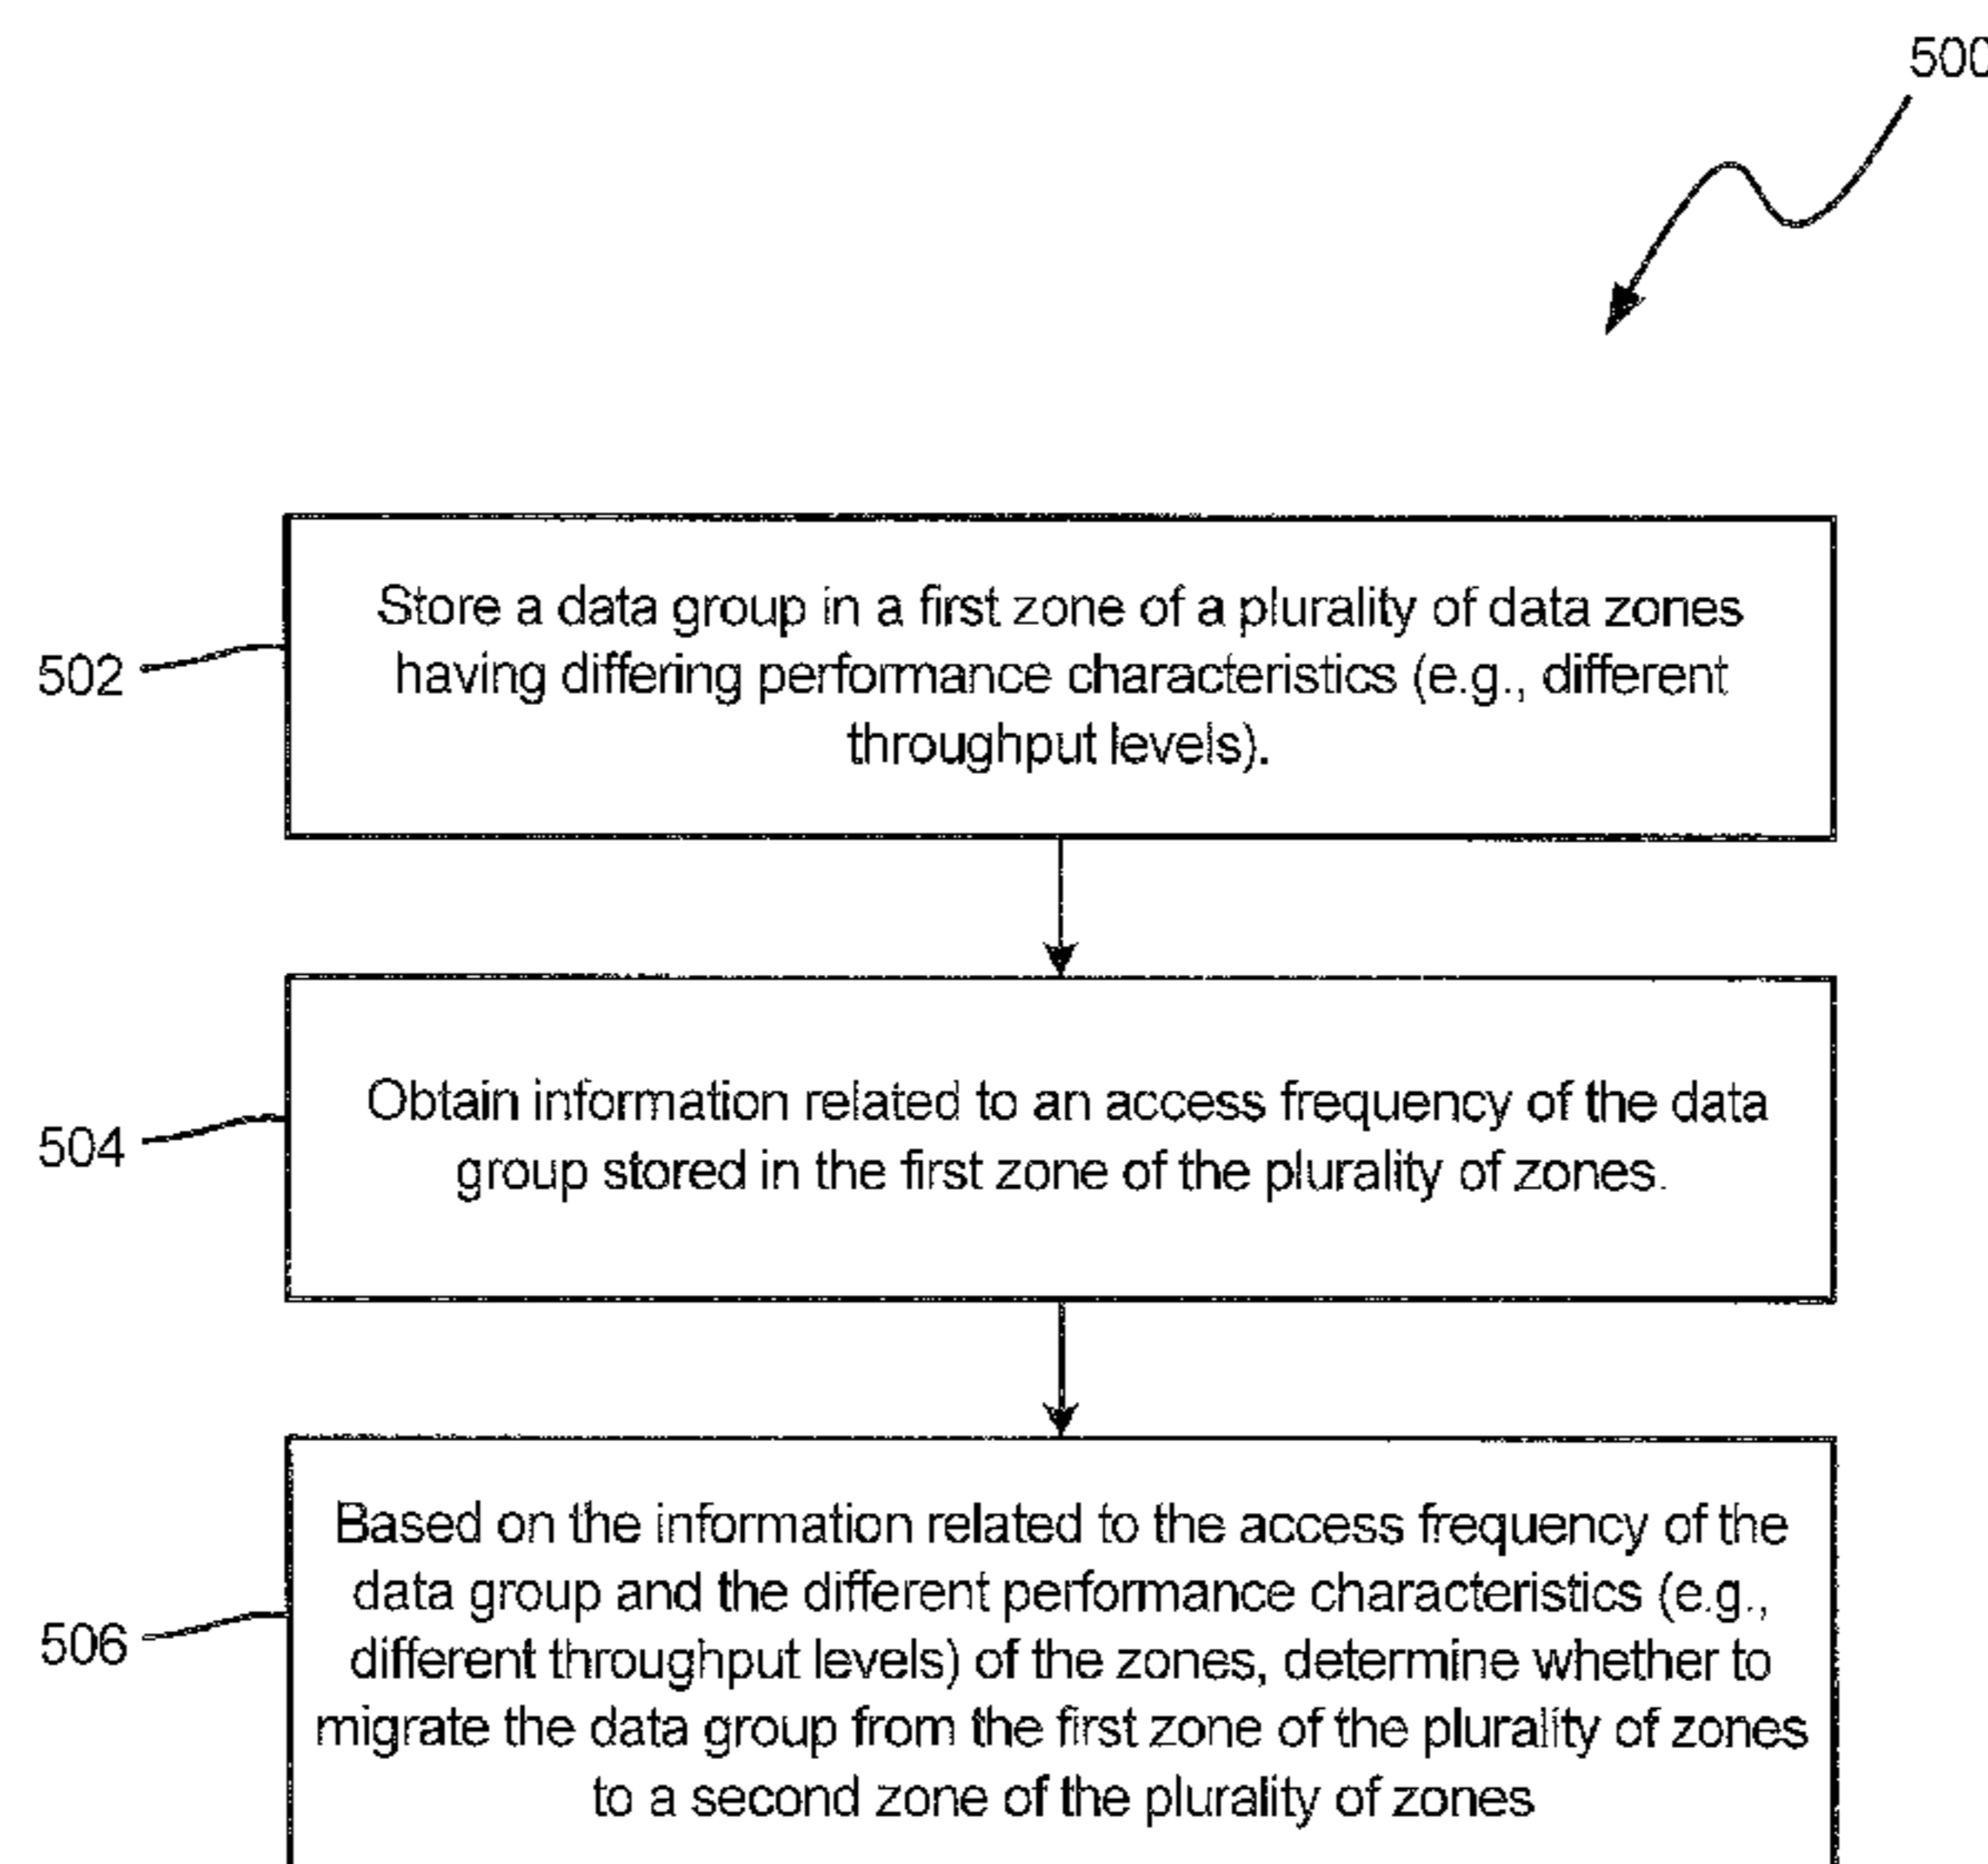 500
Store a data group in a first zone of a plurality of data zones
having differing performance characteristics (e.g., different
throughput levels).
502
Obtain information related to an access frequency of the data
group stored in the first zone of the plurality of zones.
504
Based on the information related to the access frequency of the
data group and the different performance characteristics (e.g.,
different throughput levels) of the zones, determine whether to
migrate the data group from the first zone of the plurality of zones
to a second zone of the plurality of zones
506